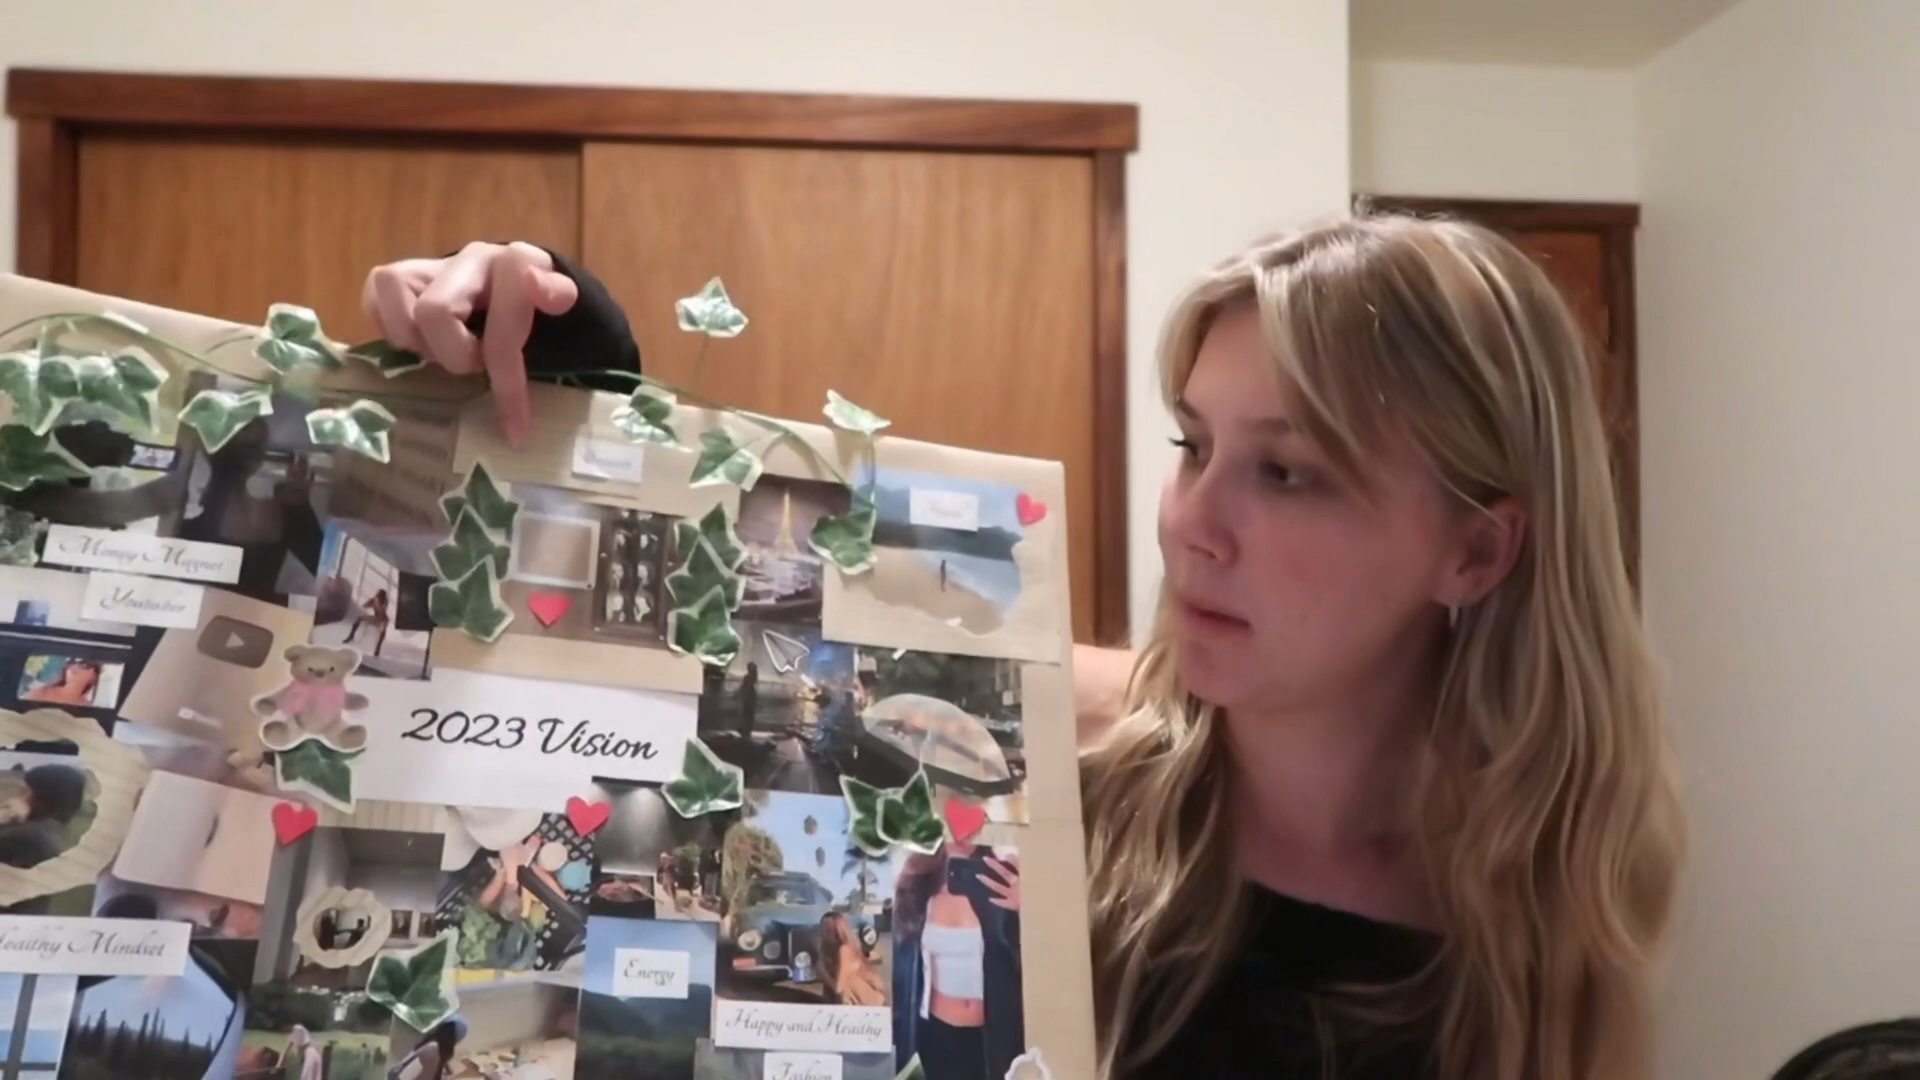 Money Magnet
Youtuber
2023 Vision
Healthy Mindset
Energy
Happy and Healthy
Fashion